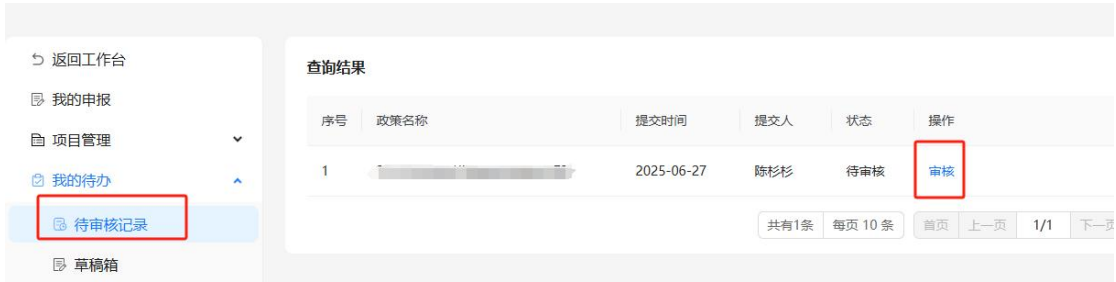 返回工作台
我的申报
项目管理
我的待办
待审核记录
草稿箱
查询结果
序号 政策名称 提交时间 提交人 状态 操作
1 2025-06-27 陈杉杉 待审核 审核
共有1条 每页 10 条 首页 上一页 1/1 下一页